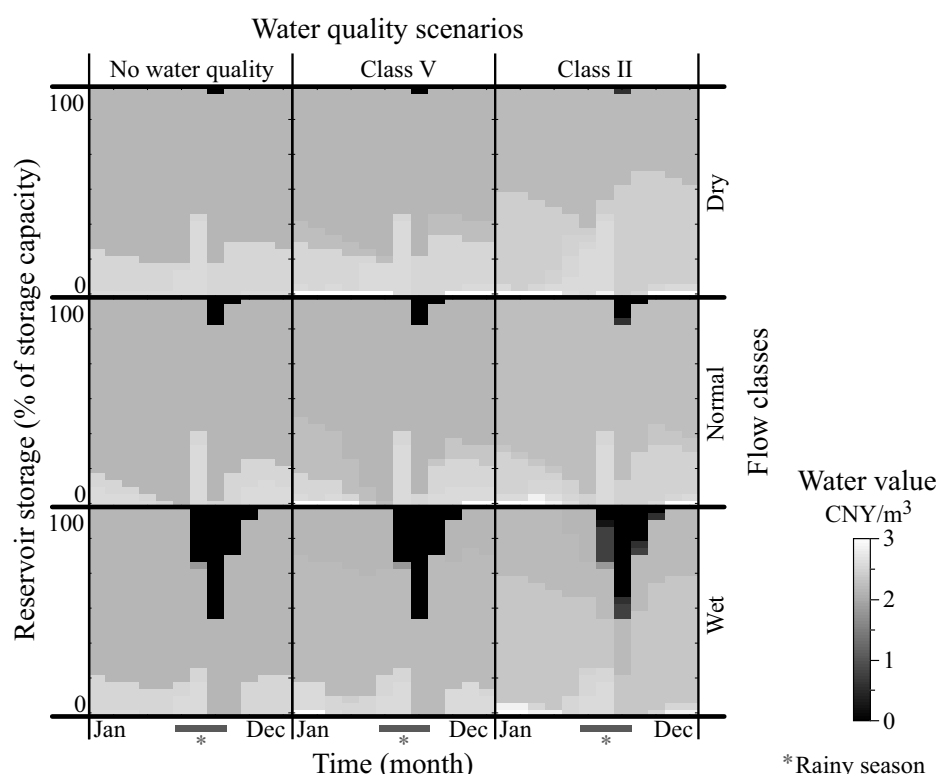 Water quality scenarios
No water quality
Class V
Class II
Reservoir storage (% of storage capacity)
100
0
100
0
100
0
Dry
Normal
Wet
Flow classes
Jan
Dec
Jan
Dec
Jan
Dec
*
*
*
Time (month)
Water value
CNY/m³
3
2
1
0
*Rainy season